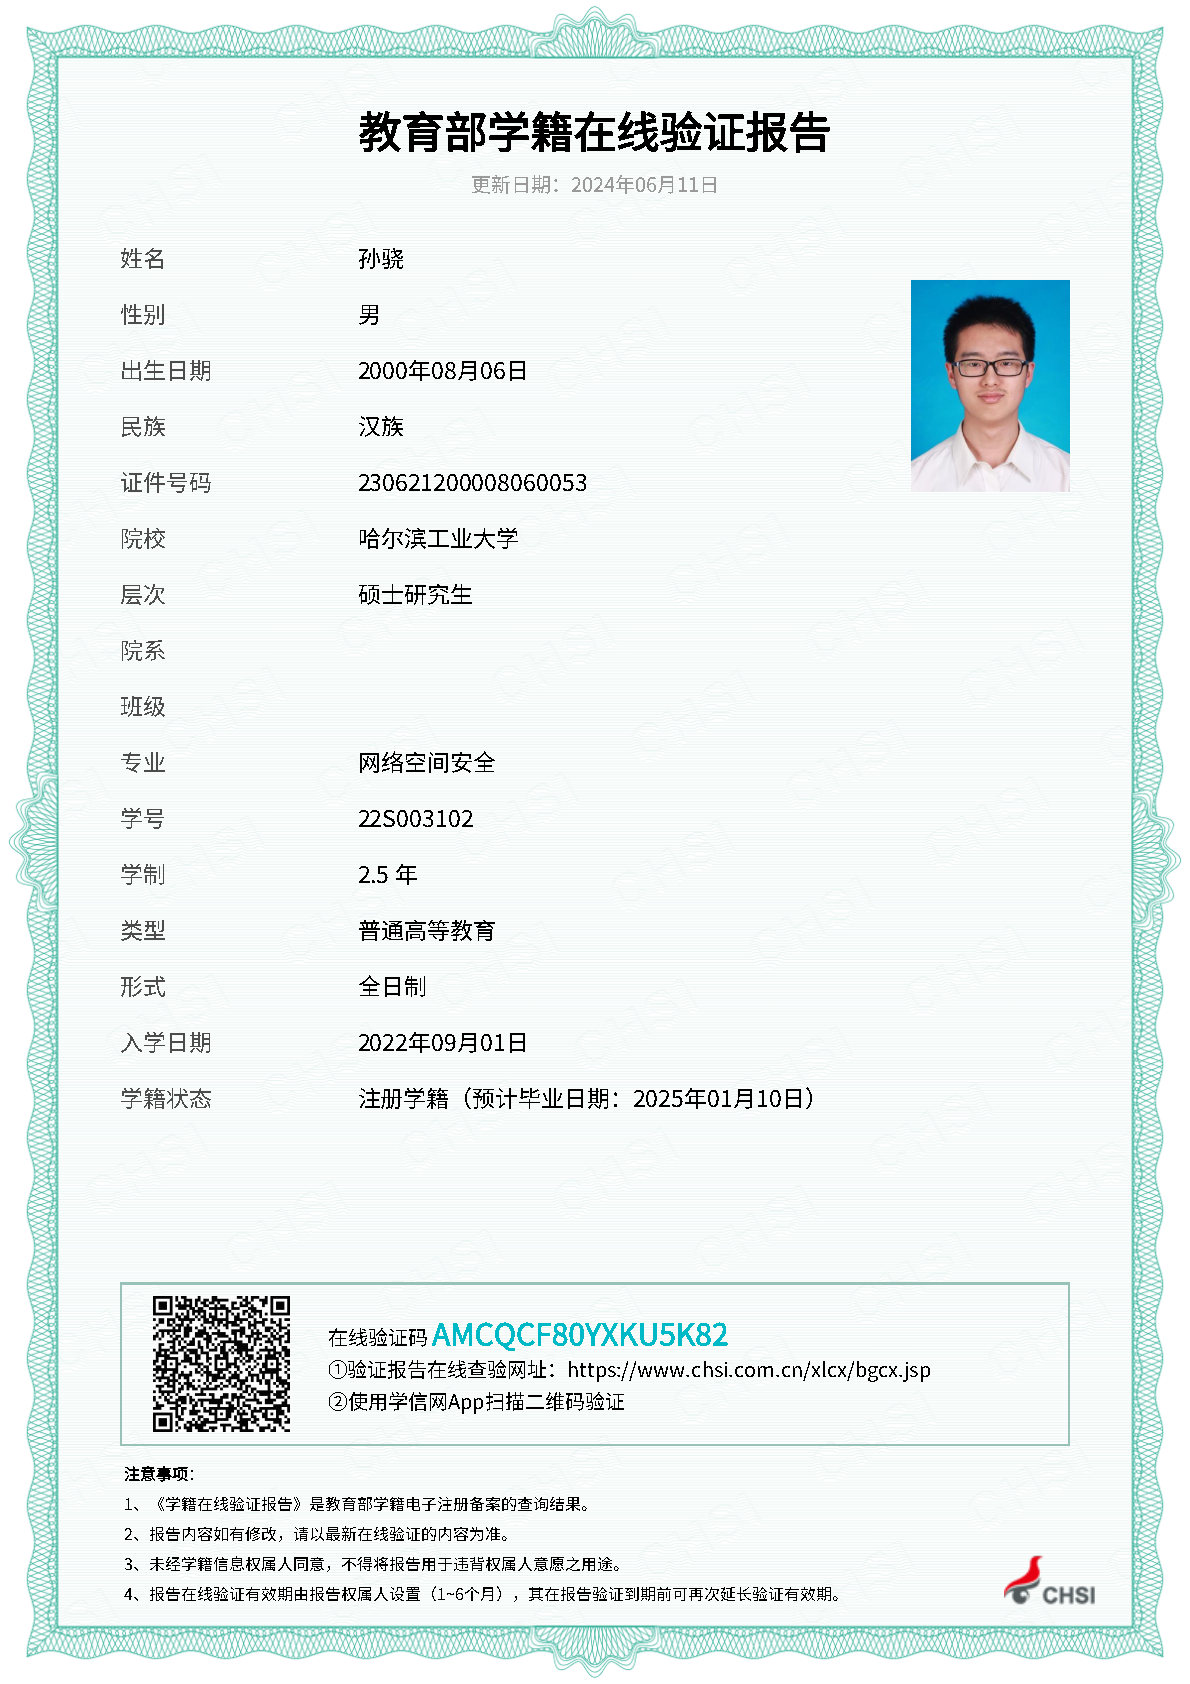 教育部学籍在线验证报告
更新日期：2024年06月11日
姓名 孙骁
性别 男
出生日期 2000年08月06日
民族 汉族
证件号码 230621200008060053
院校 哈尔滨工业大学
层次 硕士研究生
院系
班级
专业 网络空间安全
学号 22S003102
学制 2.5 年
类型 普通高等教育
形式 全日制
入学日期 2022年09月01日
学籍状态 注册学籍（预计毕业日期：2025年01月10日）
在线验证码 AMCQCF80YXKU5K82
①验证报告在线查验网址：https://www.chsi.com.cn/xlcx/bgcx.jsp
②使用学信网App扫描二维码验证
注意事项：
1、《学籍在线验证报告》是教育部学籍电子注册备案的查询结果。
2、报告内容如有修改，请以最新在线验证的内容为准。
3、未经学籍信息权属人同意，不得将报告用于违背权属人意愿之用途。
4、报告在线验证有效期由报告权属人设置（1~6个月），其在报告验证到期前可再次延长验证有效期。
CHSI